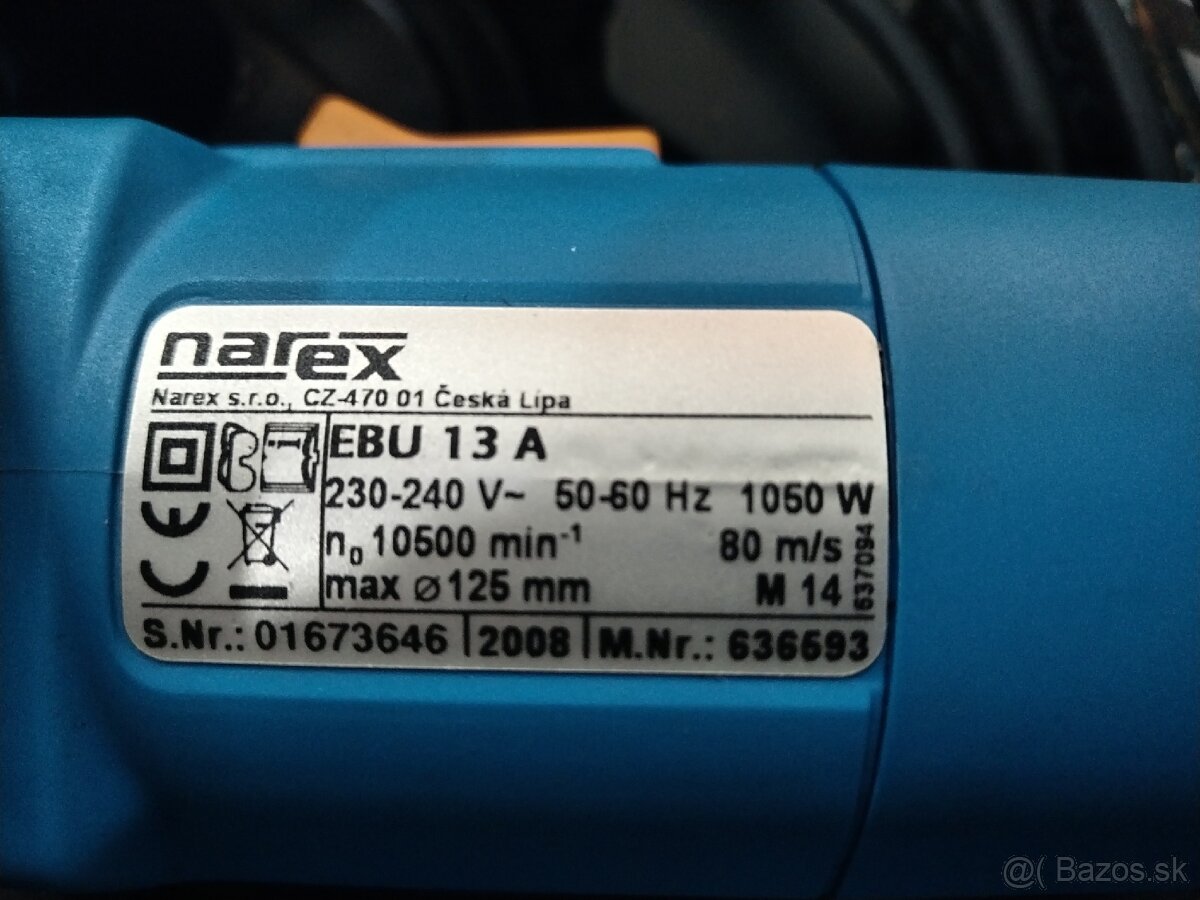 narex
Narex s.r.o., CZ-470 01 Česká Lípa
EBU 13 A
230-240 V~ 50-60 Hz 1050 W
n₀ 10500 min⁻¹ 80 m/s
max ⌀125 mm M 14
637094
S.Nr.: 01673646 2008 M.Nr.: 636693
@( Bazos.sk